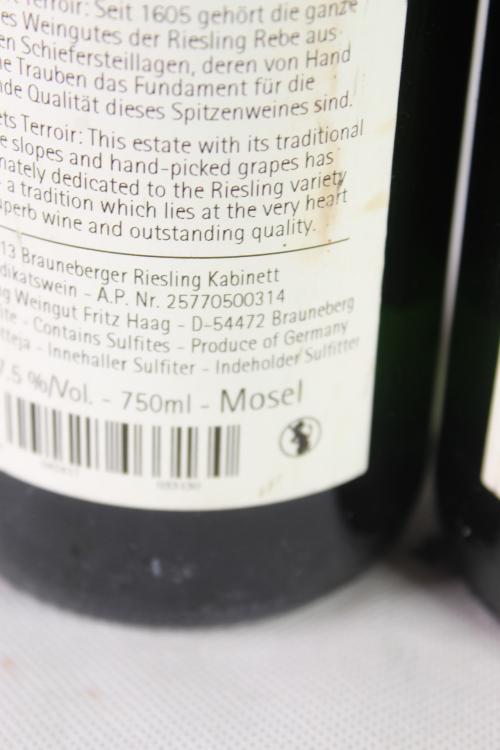 Terroir: Seit 1605 gehört die ganze
es Weingutes der Riesling Rebe aus
en Schiefersteillagen, deren von Hand
ne Trauben das Fundament für die
nde Qualität dieses Spitzenweines sind.
ets Terroir: This estate with its traditional
e slopes and hand-picked grapes has
nately dedicated to the Riesling variety
a tradition which lies at the very heart
uperb wine and outstanding quality.
13 Brauneberger Riesling Kabinett
dikatswein - A.P. Nr. 25770500314
g Weingut Fritz Haag - D-54472 Brauneberg
ite - Contains Sulfites - Produce of Germany
tteja - Innehaller Sulfiter - Indeholder Sulfitter
7.5 %/Vol. - 750ml - Mosel